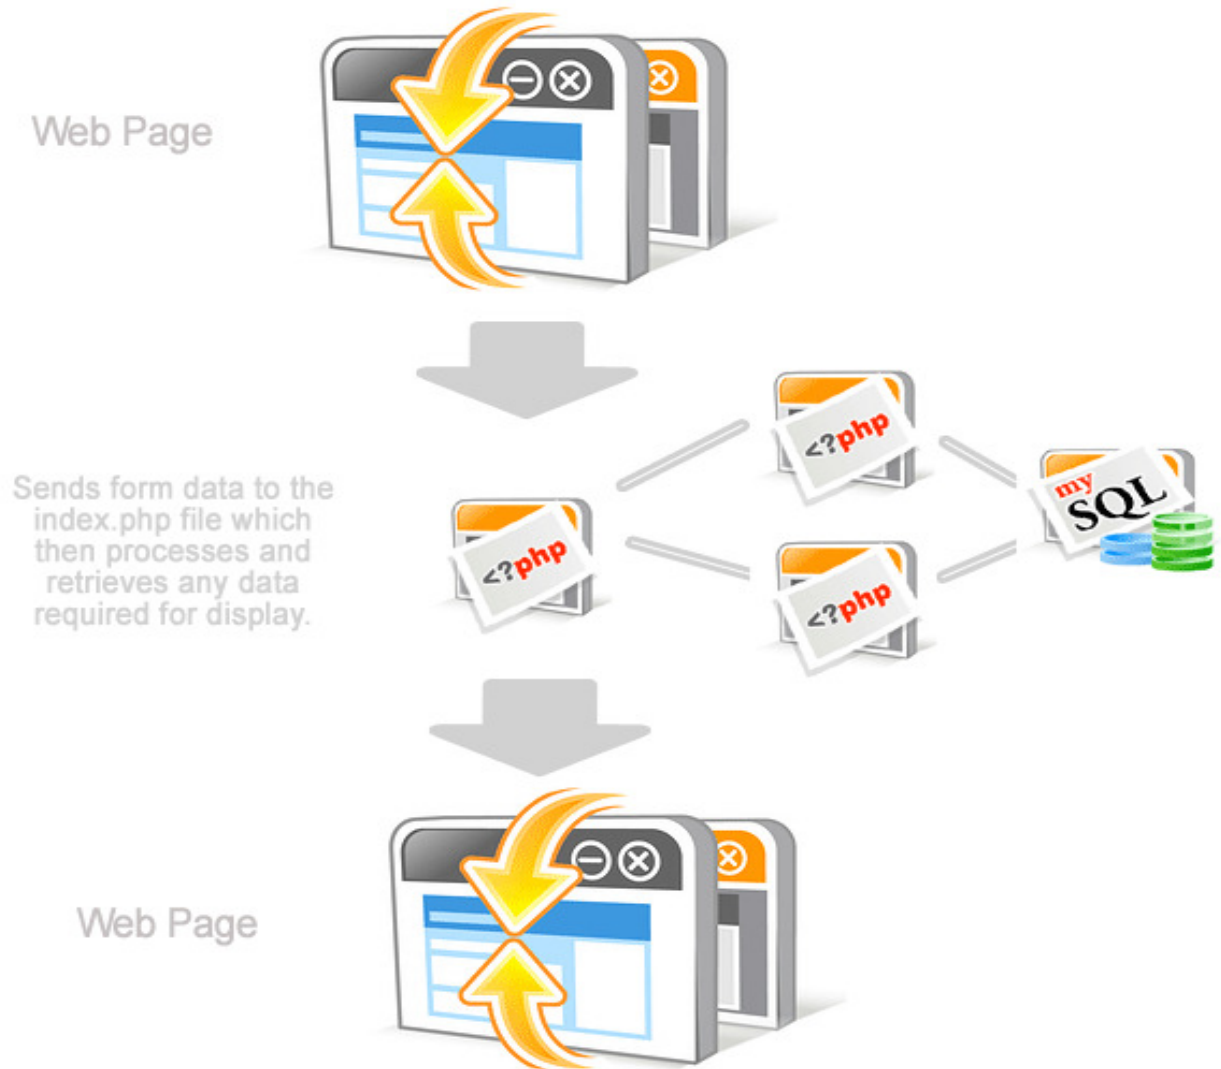 Web Page
<?php
Sends form data to the
index.php file which
then processes and
retrieves any data
required for display.
<?php
my
SQL
<?php
Web Page